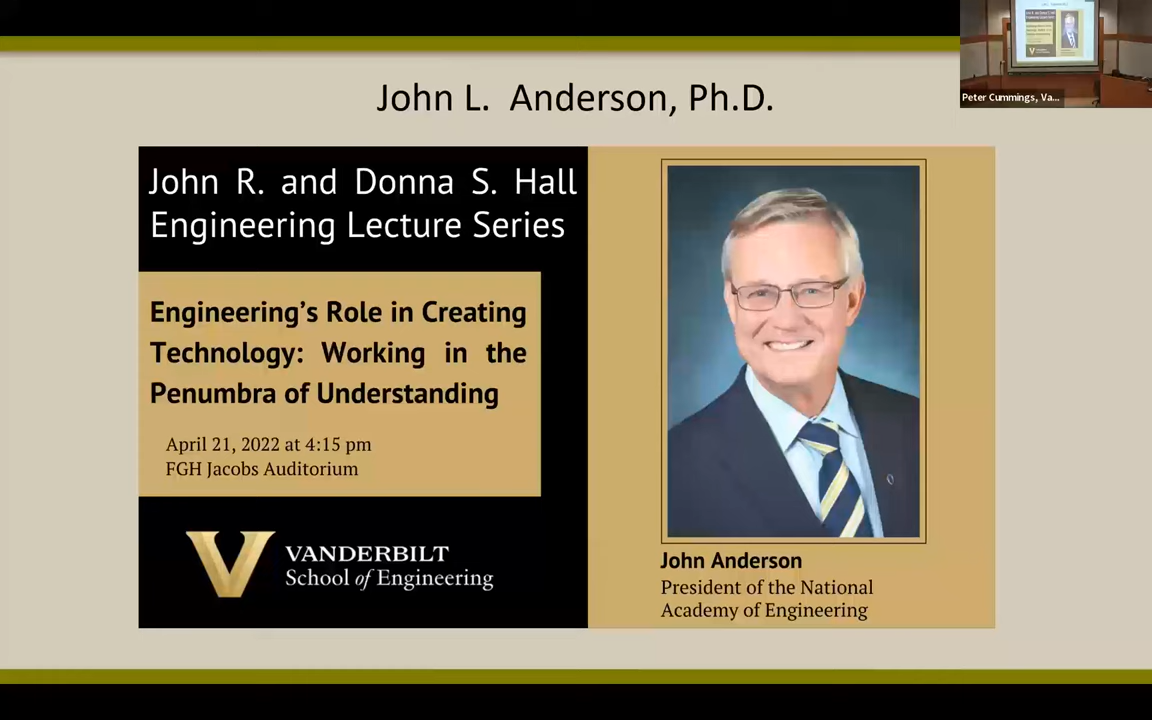 John L. Anderson, Ph.D.
Peter Cummings, Va...
John R. and Donna S. Hall
Engineering Lecture Series
Engineering's Role in Creating
Technology: Working in the
Penumbra of Understanding
April 21, 2022 at 4:15 pm
FGH Jacobs Auditorium
VANDERBILT
School of Engineering
John Anderson
President of the National
Academy of Engineering